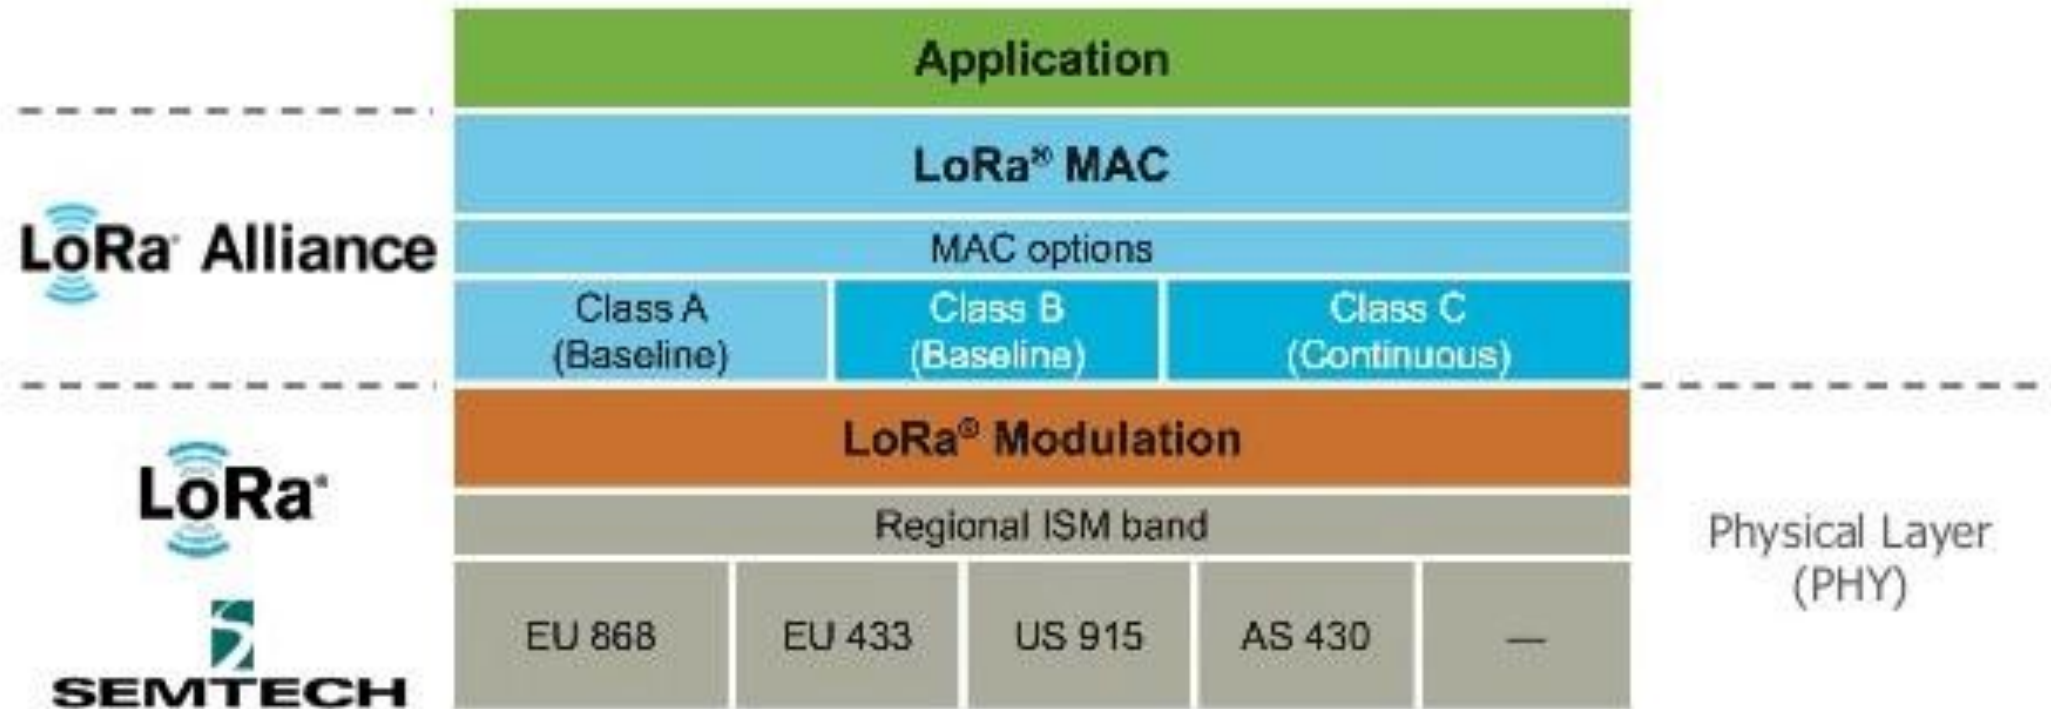 Application
LoRa® MAC
LoRa Alliance
MAC options
Class A
(Baseline)
Class B
(Baseline)
Class C
(Continuous)
LoRa® Modulation
LoRa®
Regional ISM band
Physical Layer
(PHY)
EU 868
EU 433
US 915
AS 430
—
SEMTECH